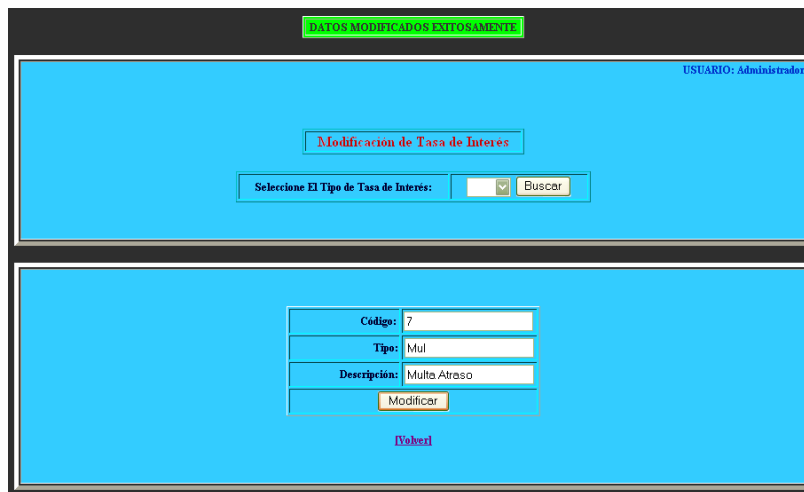 DATOS MODIFICADOS EXITOSAMENTE
USUARIO: Administrador
Modificación de Tasa de Interés
Seleccione El Tipo de Tasa de Interés: Buscar
Código: 7
Tipo: Mul
Descripción: Multa Atraso
Modificar
[Volver]